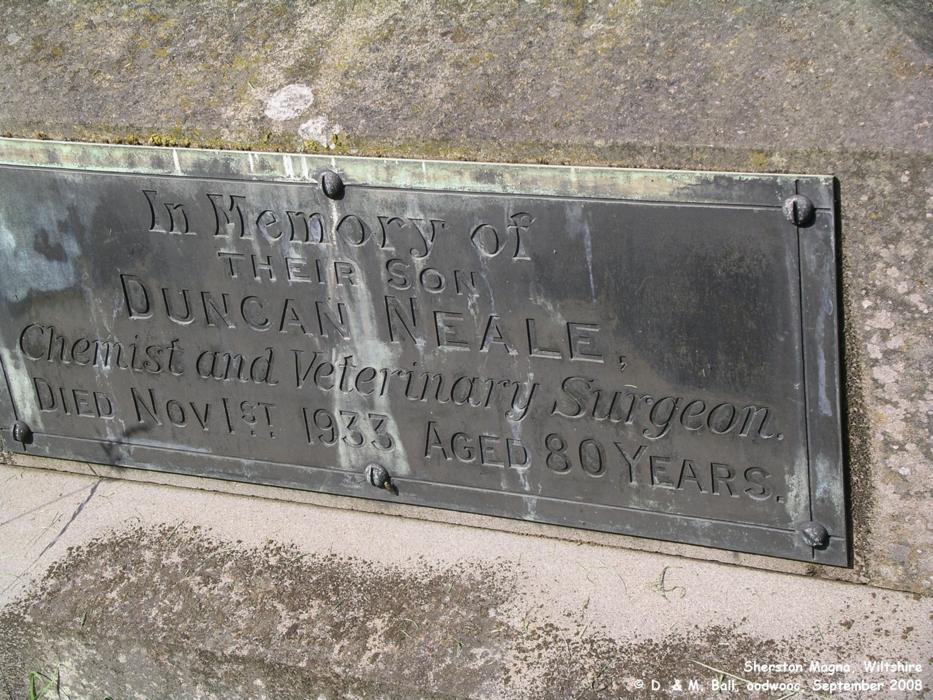 In Memory of
THEIR SON
DUNCAN NEALE,
Chemist and Veterinary Surgeon.
DIED NOV 1ST. 1933. AGED 80 YEARS.
Sherston Magna, Wiltshire
© D. & M. Ball, oodwooc, September 2008